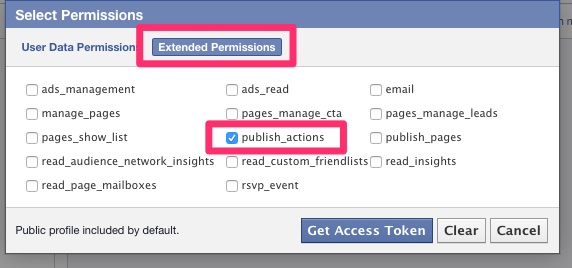 Select Permissions
User Data Permission Extended Permissions
ads_management ads_read email
manage_pages pages_manage_cta pages_manage_leads
pages_show_list publish_actions publish_pages
read_audience_network_insights read_custom_friendlists read_insights
read_page_mailboxes rsvp_event
Public profile included by default. Get Access Token Clear Cancel